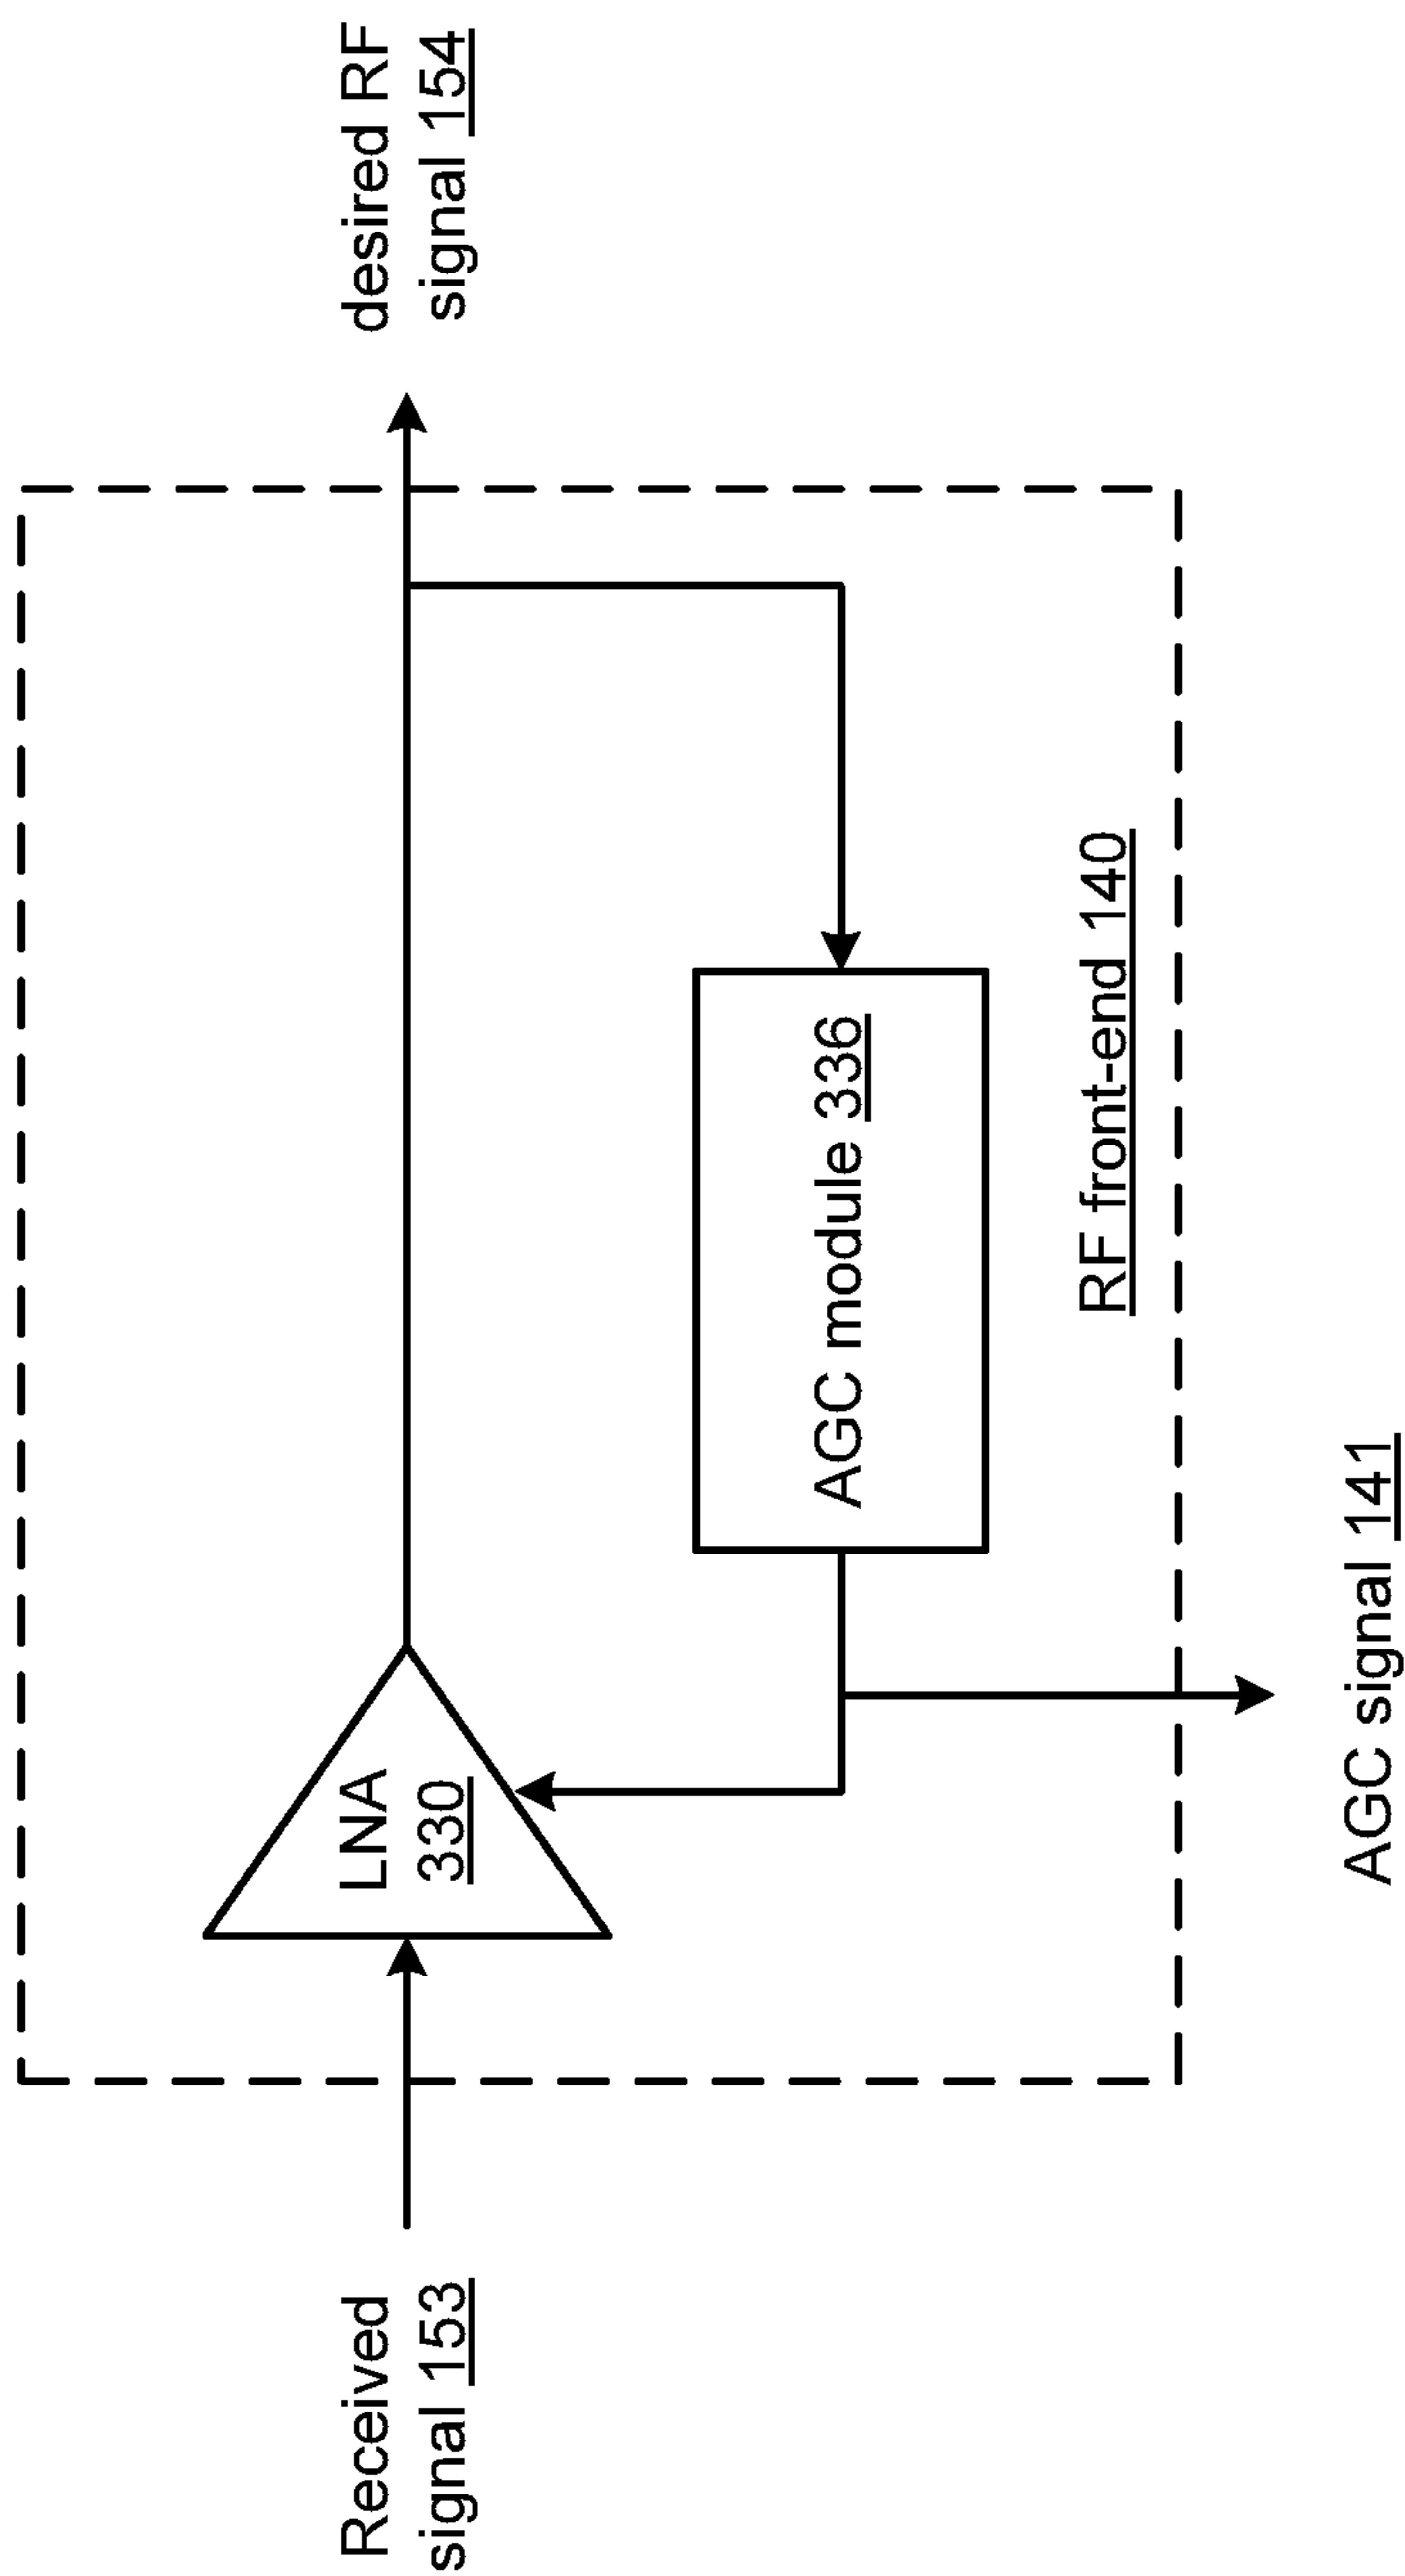 Received
signal 153
LNA
330
desired RF
signal 154
AGC module 336
RF front-end 140
AGC signal 141